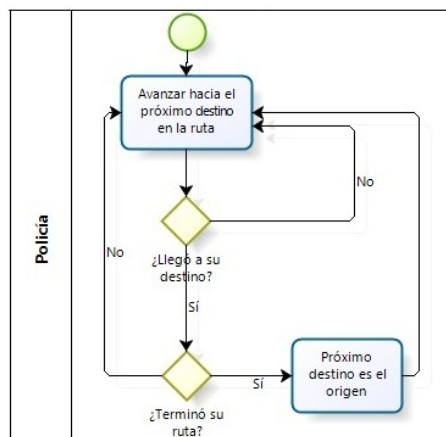 Policía
Avanzar hacia el
próximo destino
en la ruta
No
¿Llegó a su
destino?
No
Sí
Próximo
destino es el
origen
Sí
¿Terminó su
ruta?